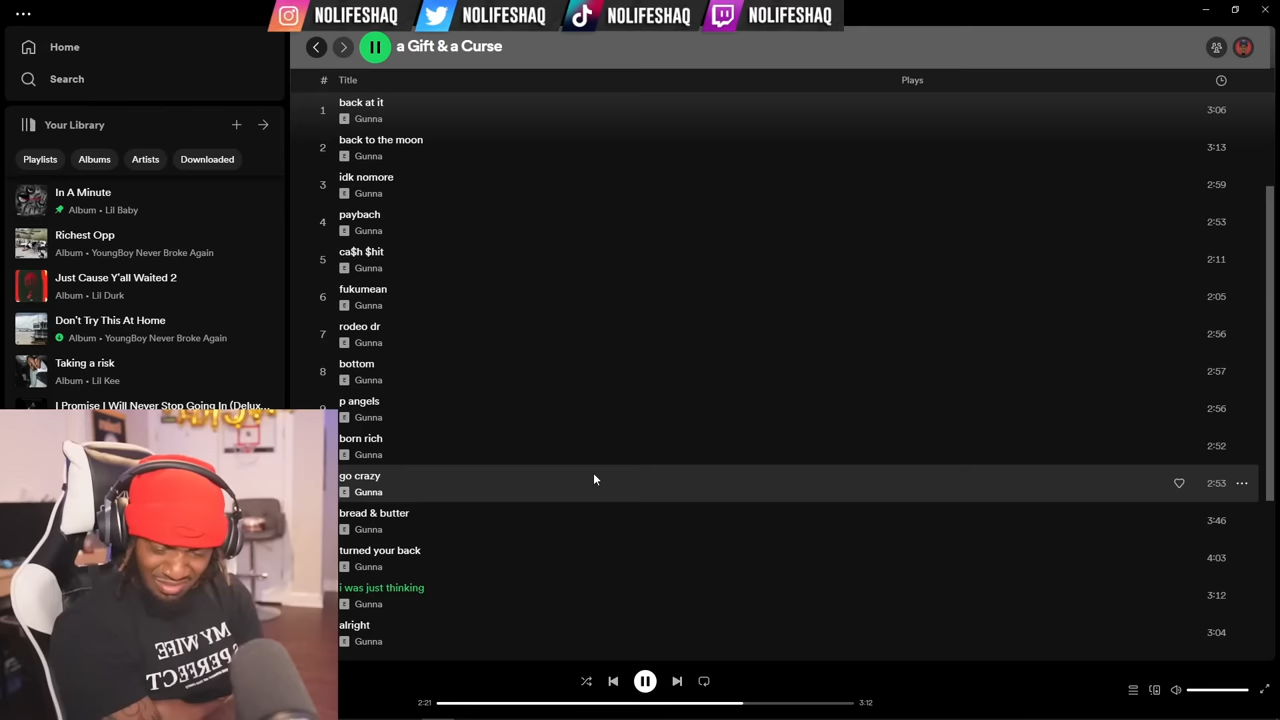 NOLIFESHAQ
NOLIFESHAQ
NOLIFESHAQ
NOLIFESHAQ
Home
Search
Your Library
Playlists
Albums
Artists
Downloaded
In A Minute
Album • Lil Baby
Richest Opp
Album • YoungBoy Never Broke Again
Just Cause Y'all Waited 2
Album • Lil Durk
Don't Try This At Home
Album • YoungBoy Never Broke Again
Taking a risk
Album • Lil Kee
I Promise I Will Never Stop Going In (Delux...
a Gift & a Curse
# Title Plays
1 back at it 3:06
E Gunna
2 back to the moon 3:13
E Gunna
3 idk nomore 2:59
E Gunna
4 paybach 2:53
E Gunna
5 ca$h $hit 2:11
E Gunna
6 fukumean 2:05
E Gunna
7 rodeo dr 2:56
E Gunna
8 bottom 2:57
E Gunna
p angels 2:56
E Gunna
born rich 2:52
E Gunna
go crazy 2:53
E Gunna
bread & butter 3:46
E Gunna
turned your back 4:03
E Gunna
i was just thinking 3:12
E Gunna
alright 3:04
E Gunna
MY WIFE
PERFECT
2:21 3:12